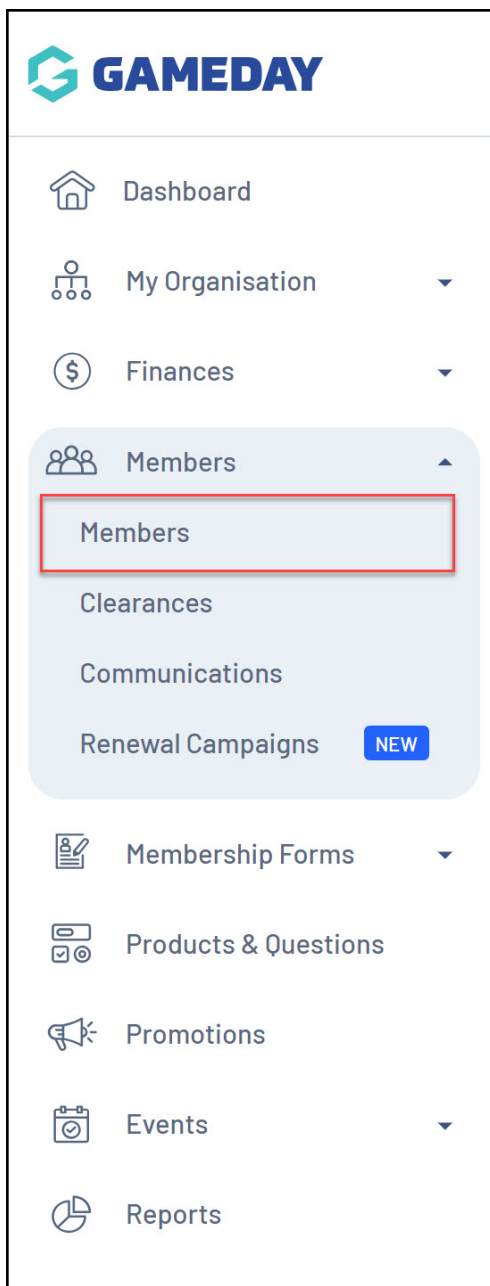 GAMEDAY
Dashboard
My Organisation
Finances
Members
Members
Clearances
Communications
Renewal Campaigns NEW
Membership Forms
Products & Questions
Promotions
Events
Reports